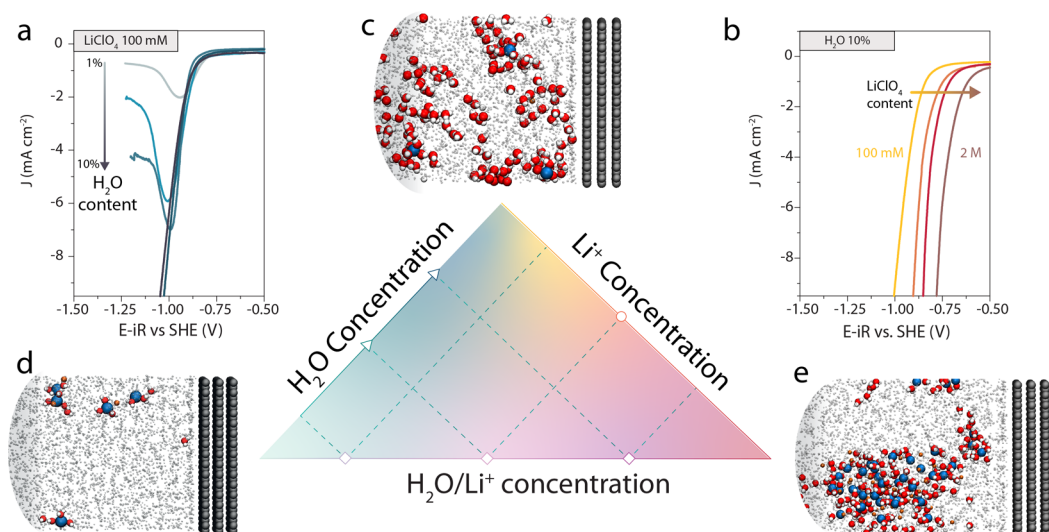 a
LiClO₄ 100 mM
0
-2
-4
-6
-8
J (mA cm⁻²)
1%
10%
H₂O
content
-1.50
-1.25
-1.00
-0.75
-0.50
E-iR vs SHE (V)
c
b
H₂O 10%
0
-2
-4
-6
-8
J (mA cm⁻²)
LiClO₄
content
100 mM
2 M
-1.50
-1.25
-1.00
-0.75
-0.50
E-iR vs. SHE (V)
H₂O Concentration
Li⁺ Concentration
H₂O/Li⁺ concentration
d
e